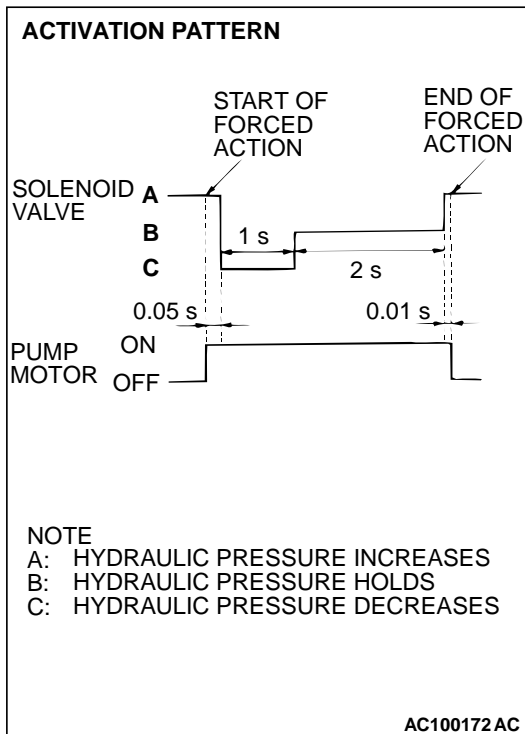 ACTIVATION PATTERN
START OF
FORCED
ACTION
END OF
FORCED
ACTION
SOLENOID
VALVE
A
B
C
1 s
2 s
0.05 s
0.01 s
PUMP
MOTOR
ON
OFF
NOTE
A: HYDRAULIC PRESSURE INCREASES
B: HYDRAULIC PRESSURE HOLDS
C: HYDRAULIC PRESSURE DECREASES
AC100172 AC